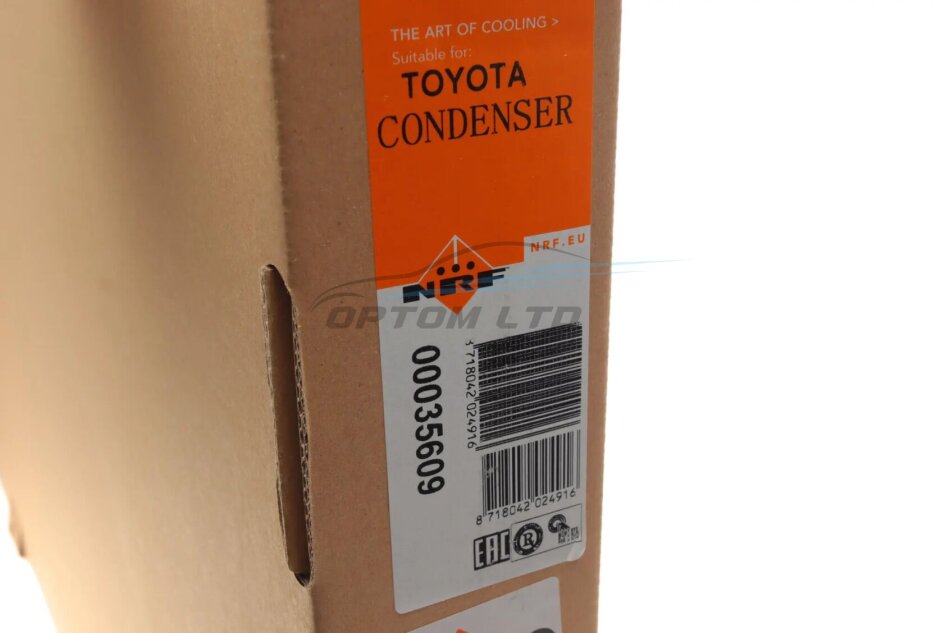 THE ART OF COOLING >
Suitable for:
TOYOTA
CONDENSER
NRF.EU
NRF
OPTOM LTD
00035609
8 718042 024916
8 718042 024916
EAC
R